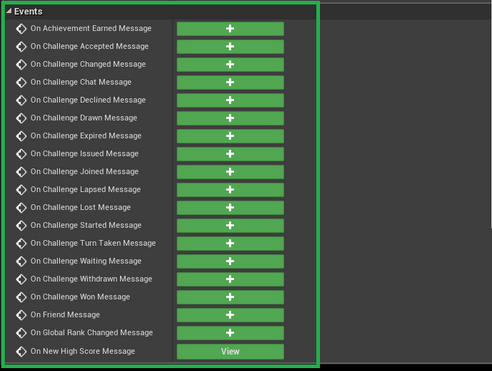 Events
On Achievement Earned Message
On Challenge Accepted Message
On Challenge Changed Message
On Challenge Chat Message
On Challenge Declined Message
On Challenge Drawn Message
On Challenge Expired Message
On Challenge Issued Message
On Challenge Joined Message
On Challenge Lapsed Message
On Challenge Lost Message
On Challenge Started Message
On Challenge Turn Taken Message
On Challenge Waiting Message
On Challenge Withdrawn Message
On Challenge Won Message
On Friend Message
On Global Rank Changed Message
On New High Score Message View